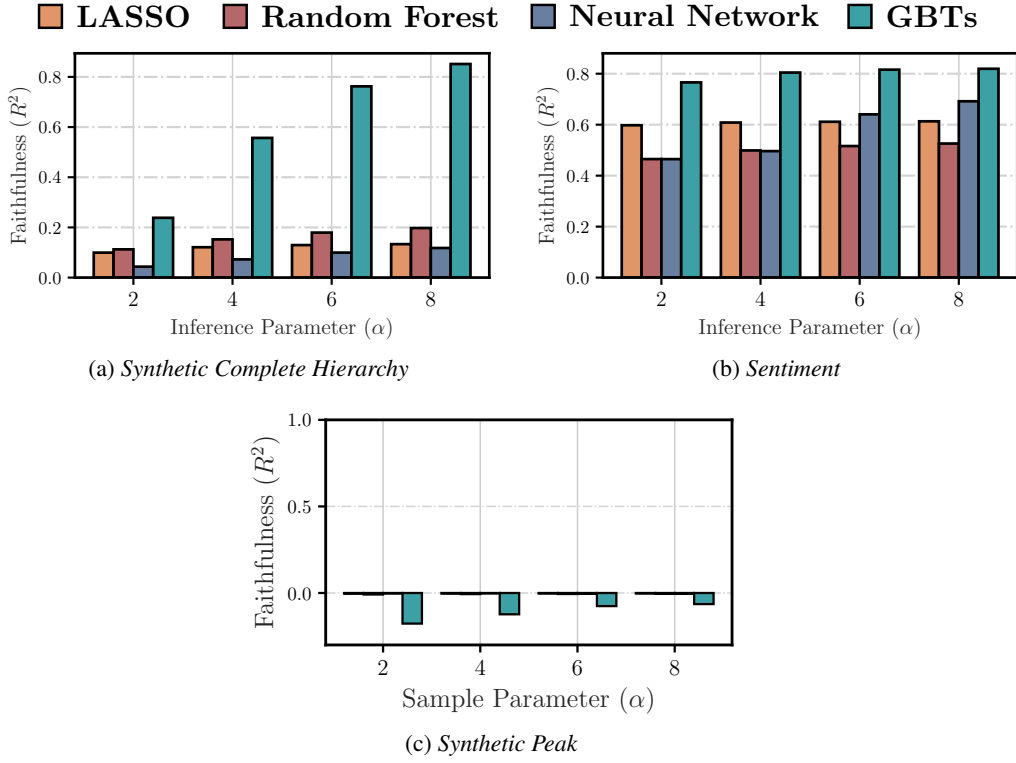 LASSO Random Forest Neural Network GBTs
Faithfulness (R²)
0.8
0.6
0.4
0.2
0.0
2 4 6 8
Inference Parameter (α)
(a) Synthetic Complete Hierarchy
Faithfulness (R²)
0.8
0.6
0.4
0.2
0.0
2 4 6 8
Inference Parameter (α)
(b) Sentiment
Faithfulness (R²)
1.0
0.5
0.0
2 4 6 8
Sample Parameter (α)
(c) Synthetic Peak